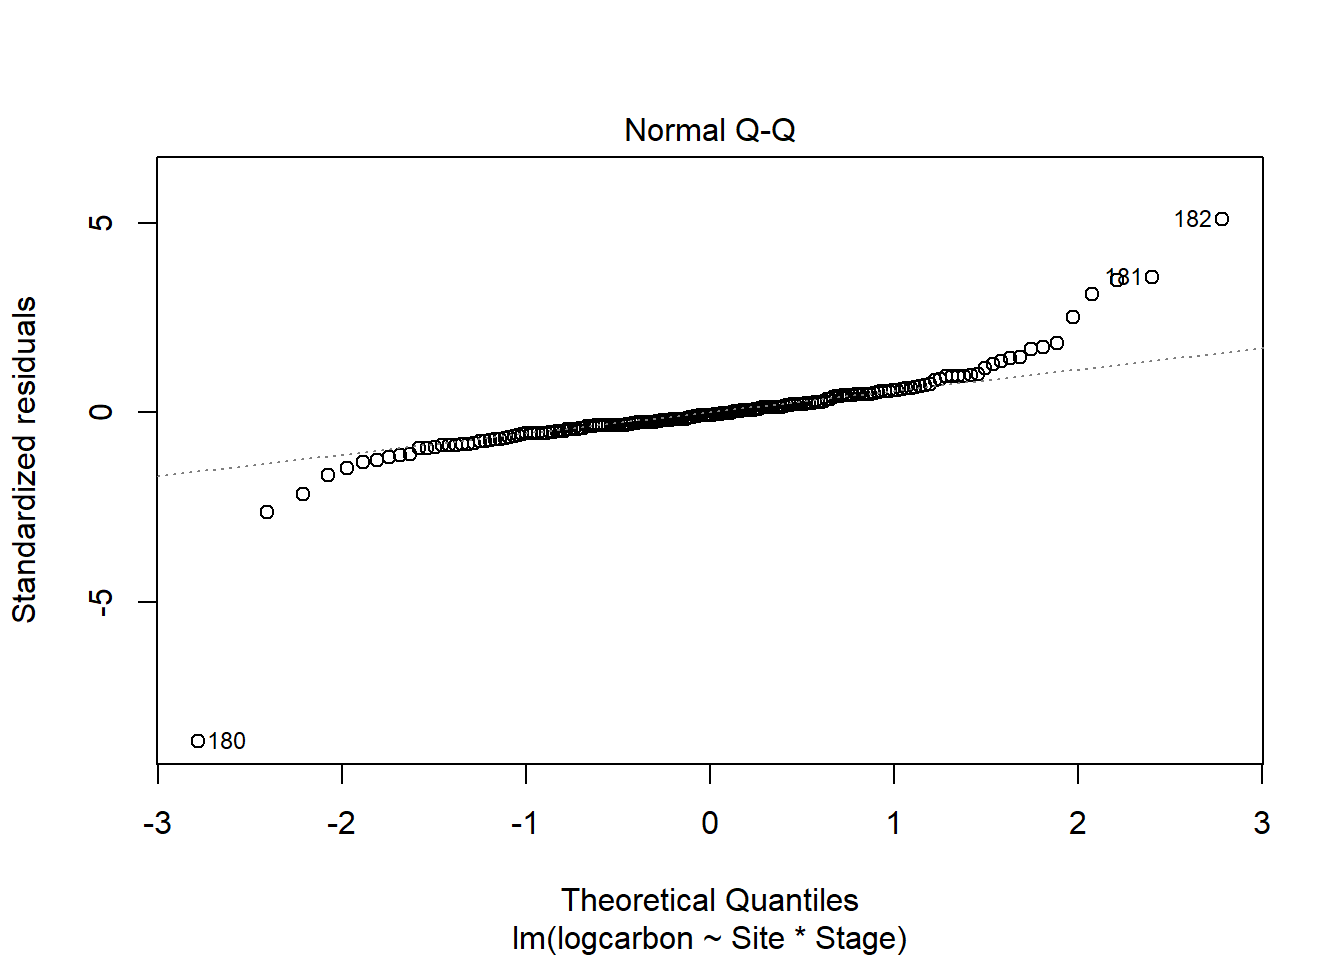 Normal Q-Q
Standardized residuals
5
0
-5
182
181
180
-3 -2 -1 0 1 2 3
Theoretical Quantiles
lm(logcarbon ~ Site * Stage)